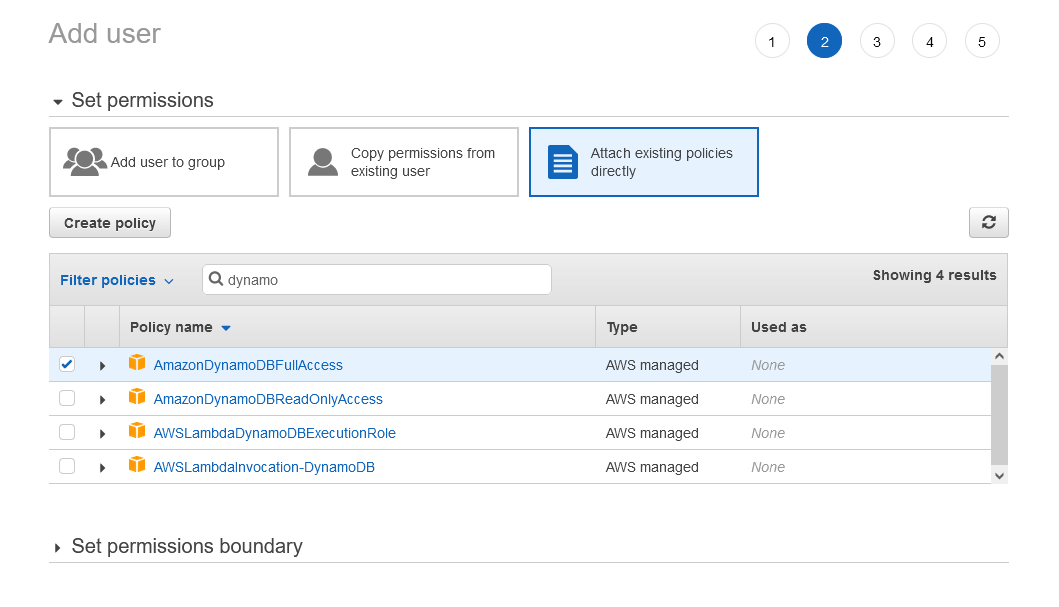 Add user
1 2 3 4 5
Set permissions
Add user to group
Copy permissions from
existing user
Attach existing policies
directly
Create policy
Filter policies dynamo Showing 4 results
Policy name Type Used as
AmazonDynamoDBFullAccess AWS managed None
AmazonDynamoDBReadOnlyAccess AWS managed None
AWSLambdaDynamoDBExecutionRole AWS managed None
AWSLambdaInvocation-DynamoDB AWS managed None
Set permissions boundary